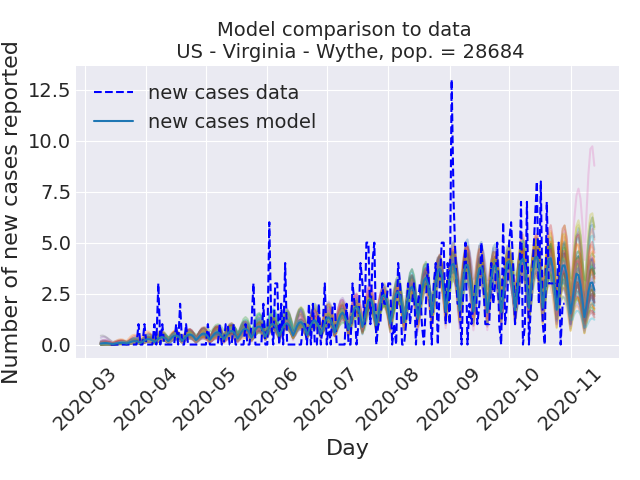 Model comparison to data
US - Virginia - Wythe, pop. = 28684
Number of new cases reported
12.5
10.0
7.5
5.0
2.5
0.0
new cases data
new cases model
2020-03
2020-04
2020-05
2020-06
2020-07
2020-08
2020-09
2020-10
2020-11
Day